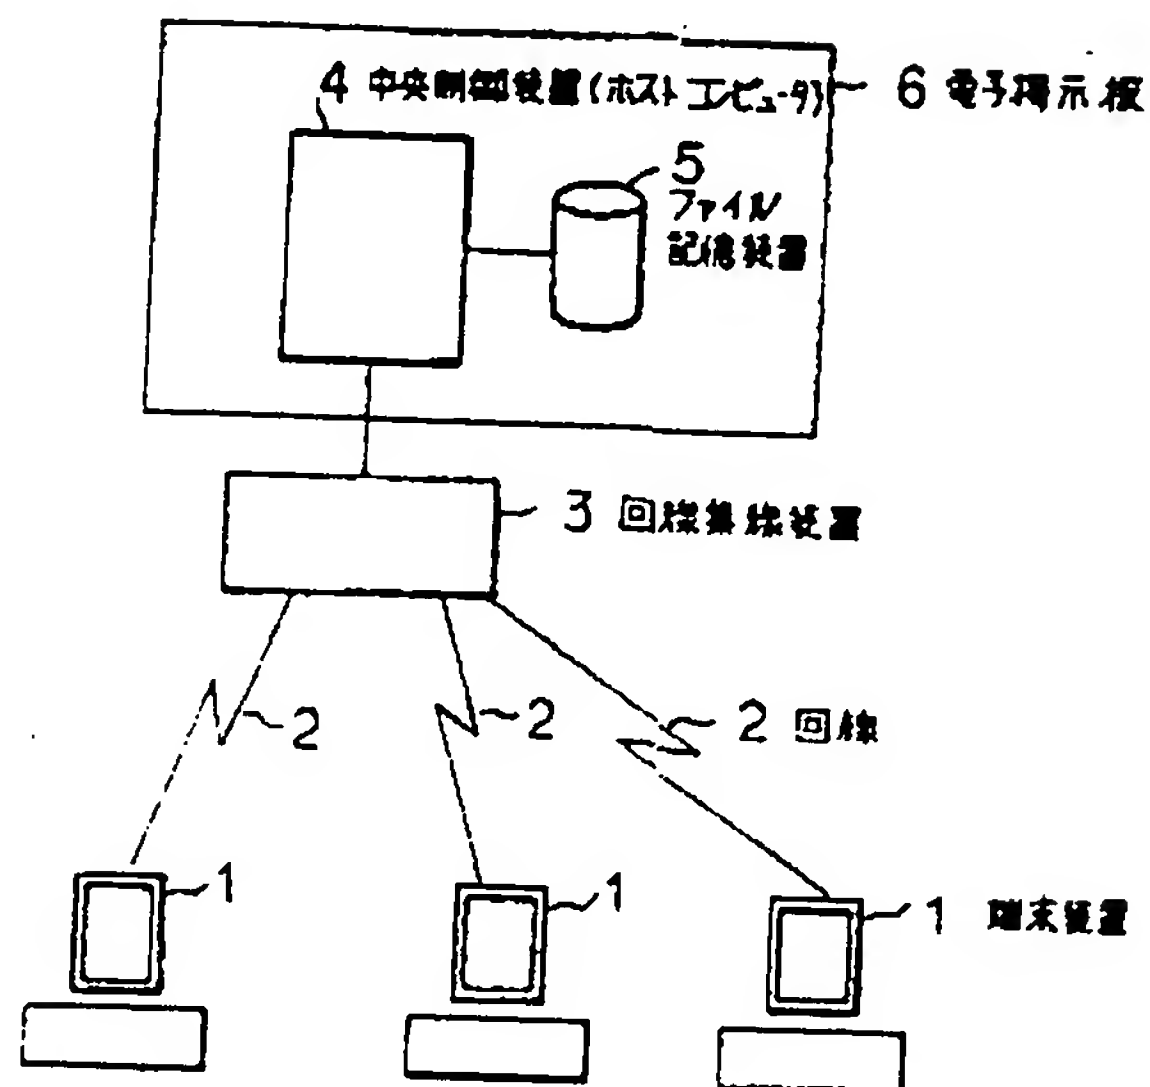 4 中央制御装置(ホストコンピュータ)
6 電子掲示板
5
ファイル
記憶装置
3 回線接続装置
2
2
2 回線
1
1
1 端末装置